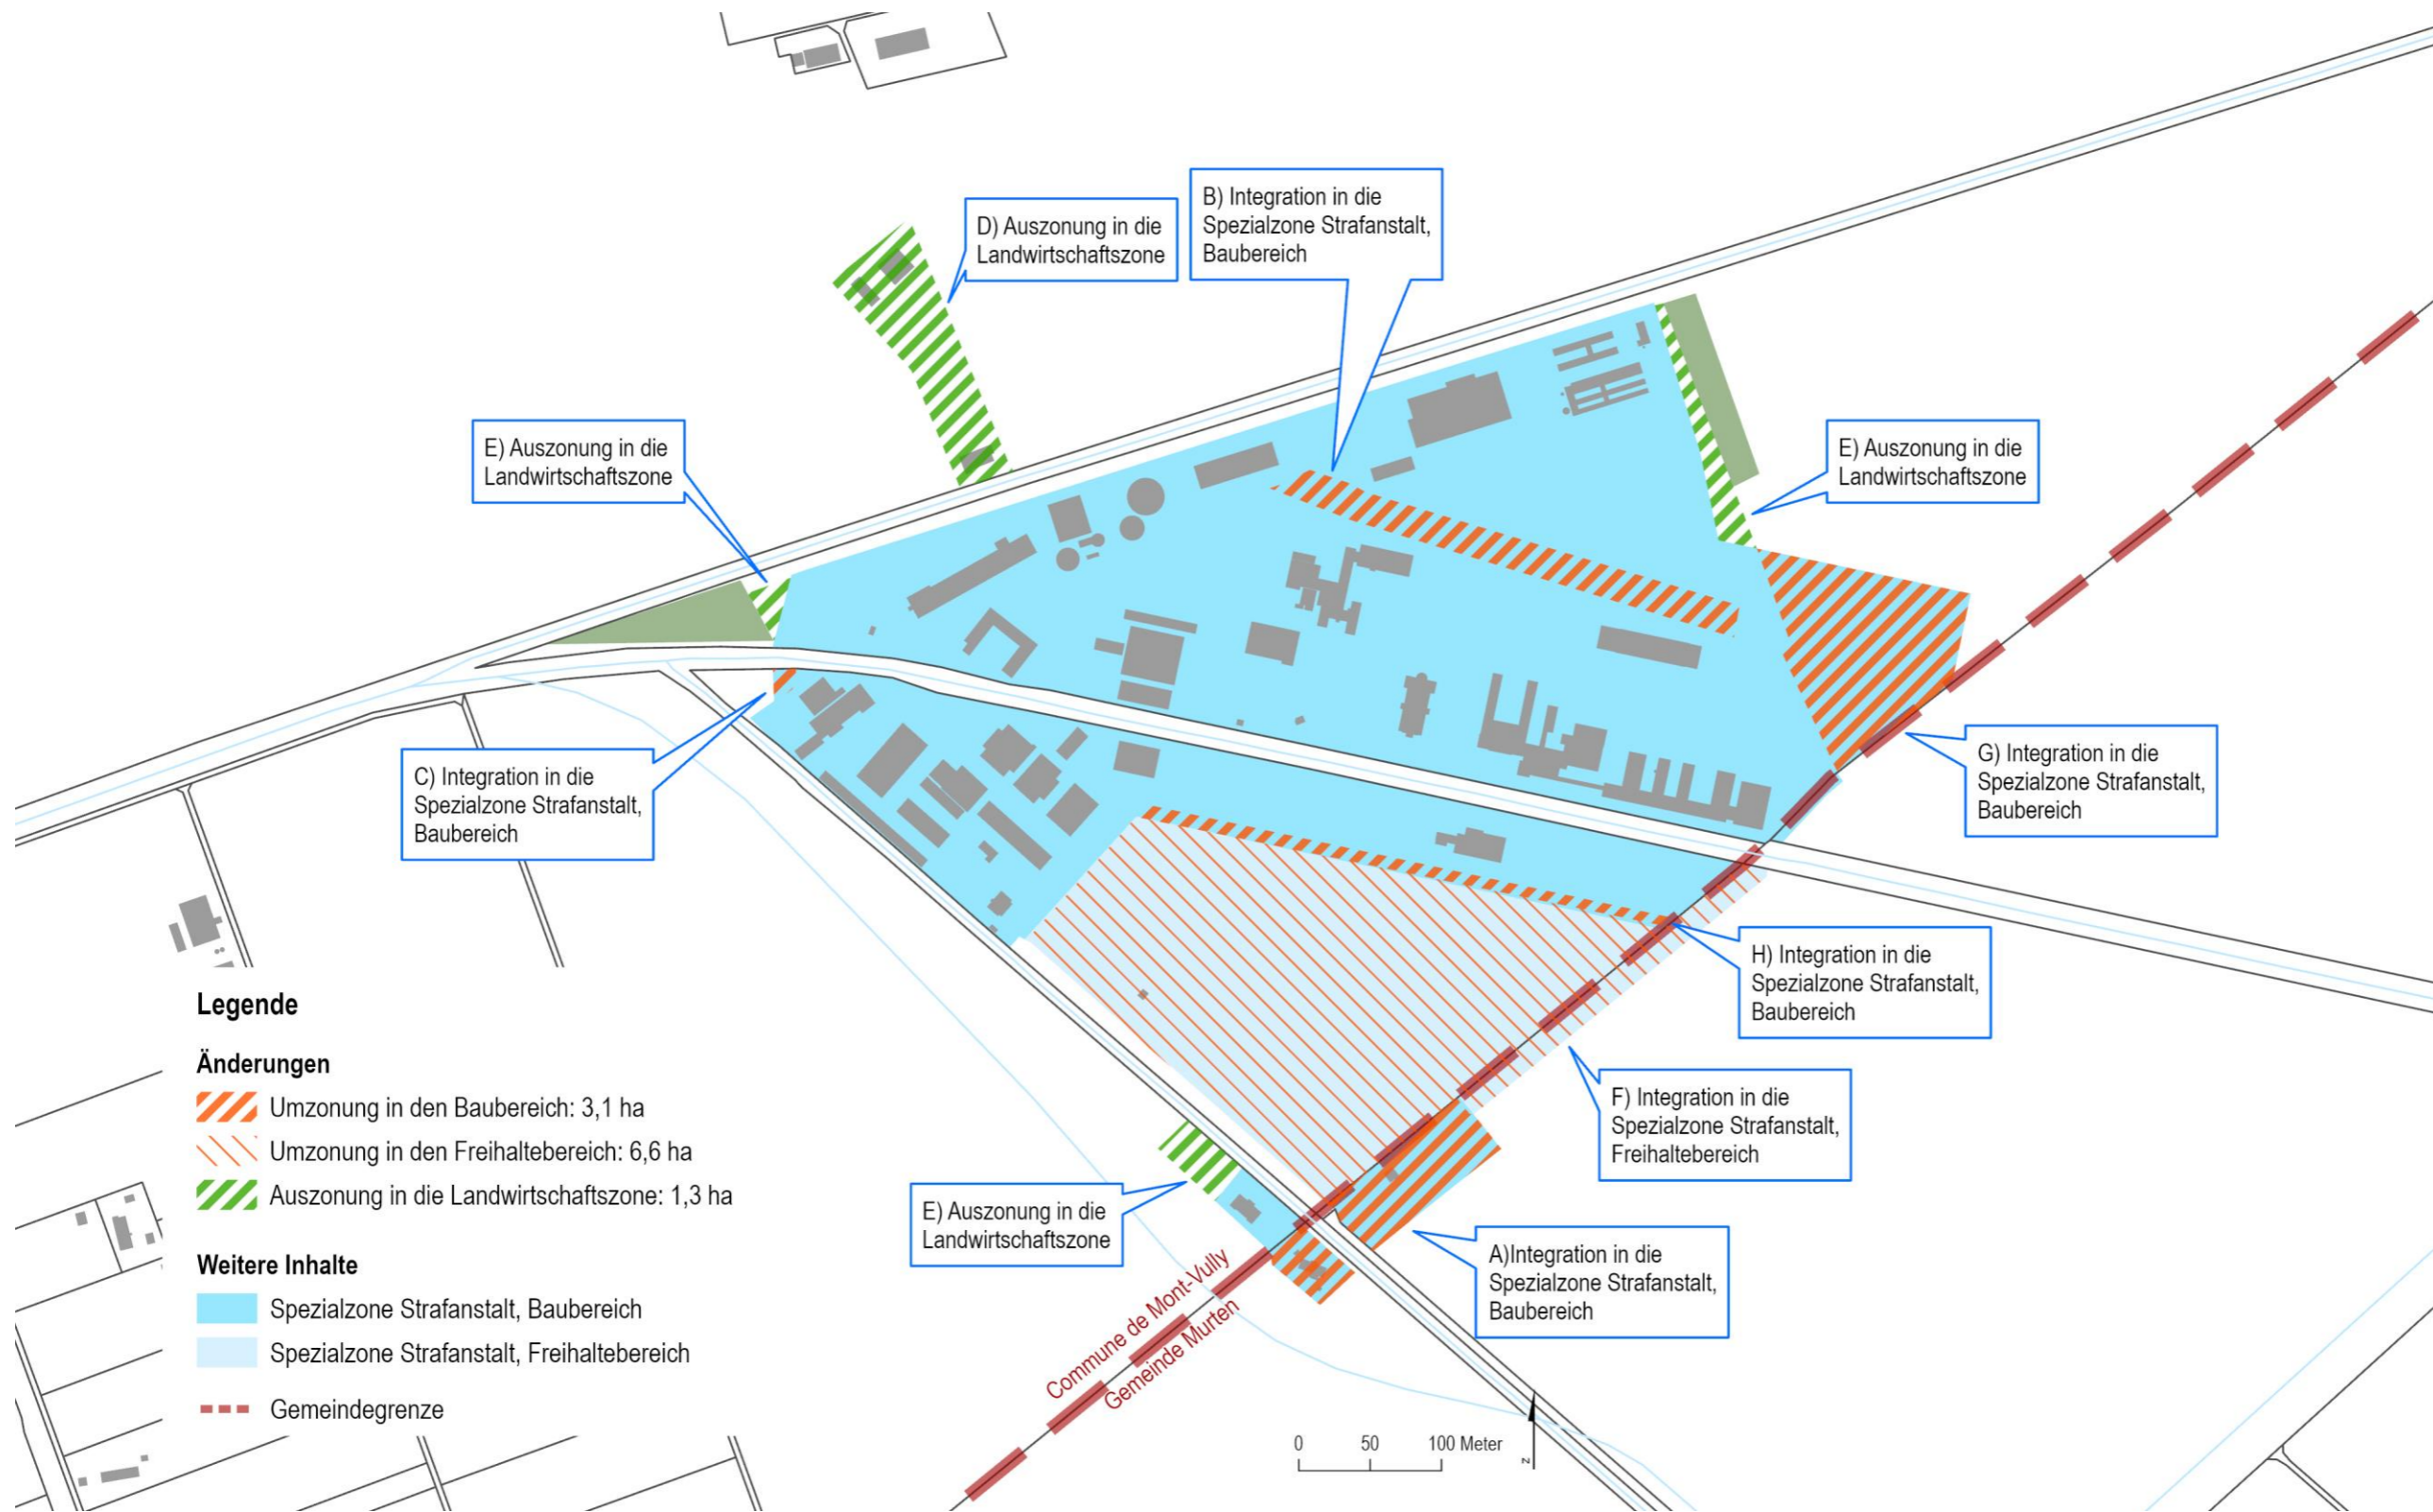 B) Integration in die
Spezialzone Strafanstalt,
Baubereich
D) Auszonung in die
Landwirtschaftszone
E) Auszonung in die
Landwirtschaftszone
E) Auszonung in die
Landwirtschaftszone
G) Integration in die
Spezialzone Strafanstalt,
Baubereich
C) Integration in die
Spezialzone Strafanstalt,
Baubereich
H) Integration in die
Spezialzone Strafanstalt,
Baubereich
F) Integration in die
Spezialzone Strafanstalt,
Freihaltebereich
E) Auszonung in die
Landwirtschaftszone
A)Integration in die
Spezialzone Strafanstalt,
Baubereich
Legende
Änderungen
Umzonung in den Baubereich: 3,1 ha
Umzonung in den Freihaltebereich: 6,6 ha
Auszonung in die Landwirtschaftszone: 1,3 ha
Weitere Inhalte
Spezialzone Strafanstalt, Baubereich
Spezialzone Strafanstalt, Freihaltebereich
Gemeindegrenze
Commune de Mont-Vully
Gemeinde Murten
0 50 100 Meter
N